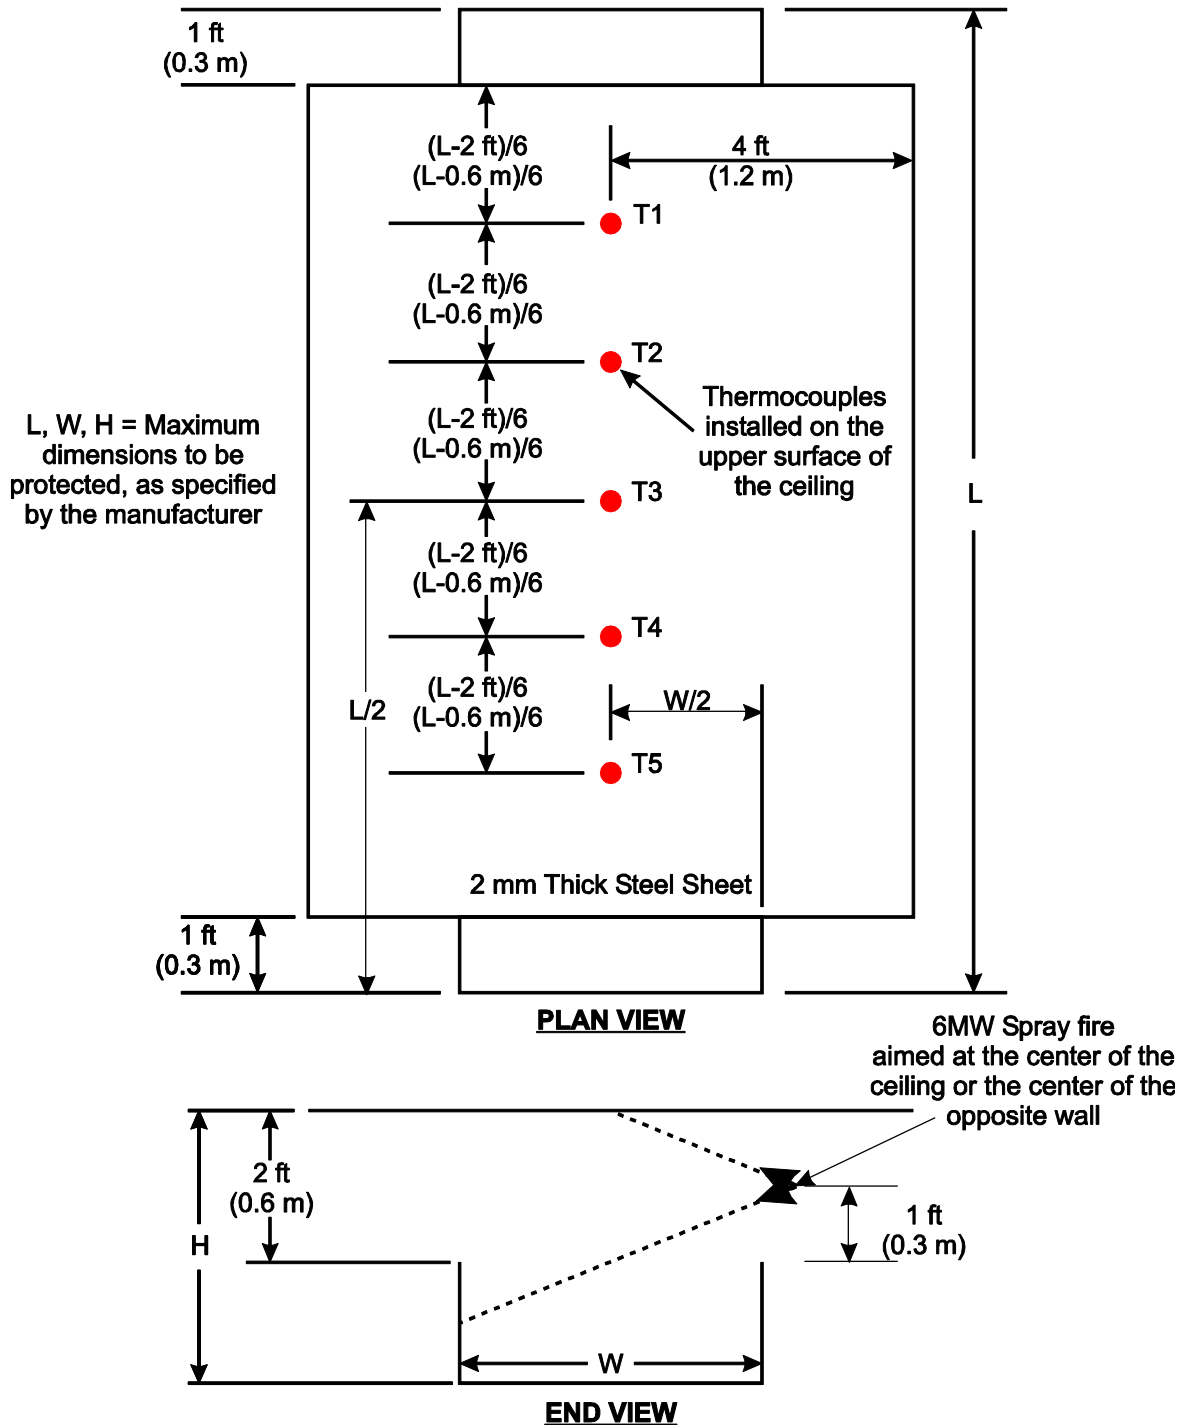 1 ft
(0.3 m)
(L-2 ft)/6
(L-0.6 m)/6
4 ft
(1.2 m)
T1
(L-2 ft)/6
(L-0.6 m)/6
T2
Thermocouples
installed on the
upper surface of
the ceiling
L, W, H = Maximum
dimensions to be
protected, as specified
by the manufacturer
(L-2 ft)/6
(L-0.6 m)/6
T3
L
(L-2 ft)/6
(L-0.6 m)/6
T4
(L-2 ft)/6
(L-0.6 m)/6
L/2
W/2
T5
2 mm Thick Steel Sheet
1 ft
(0.3 m)
PLAN VIEW
6MW Spray fire
aimed at the center of the
ceiling or the center of the
opposite wall
2 ft
(0.6 m)
H
1 ft
(0.3 m)
W
END VIEW